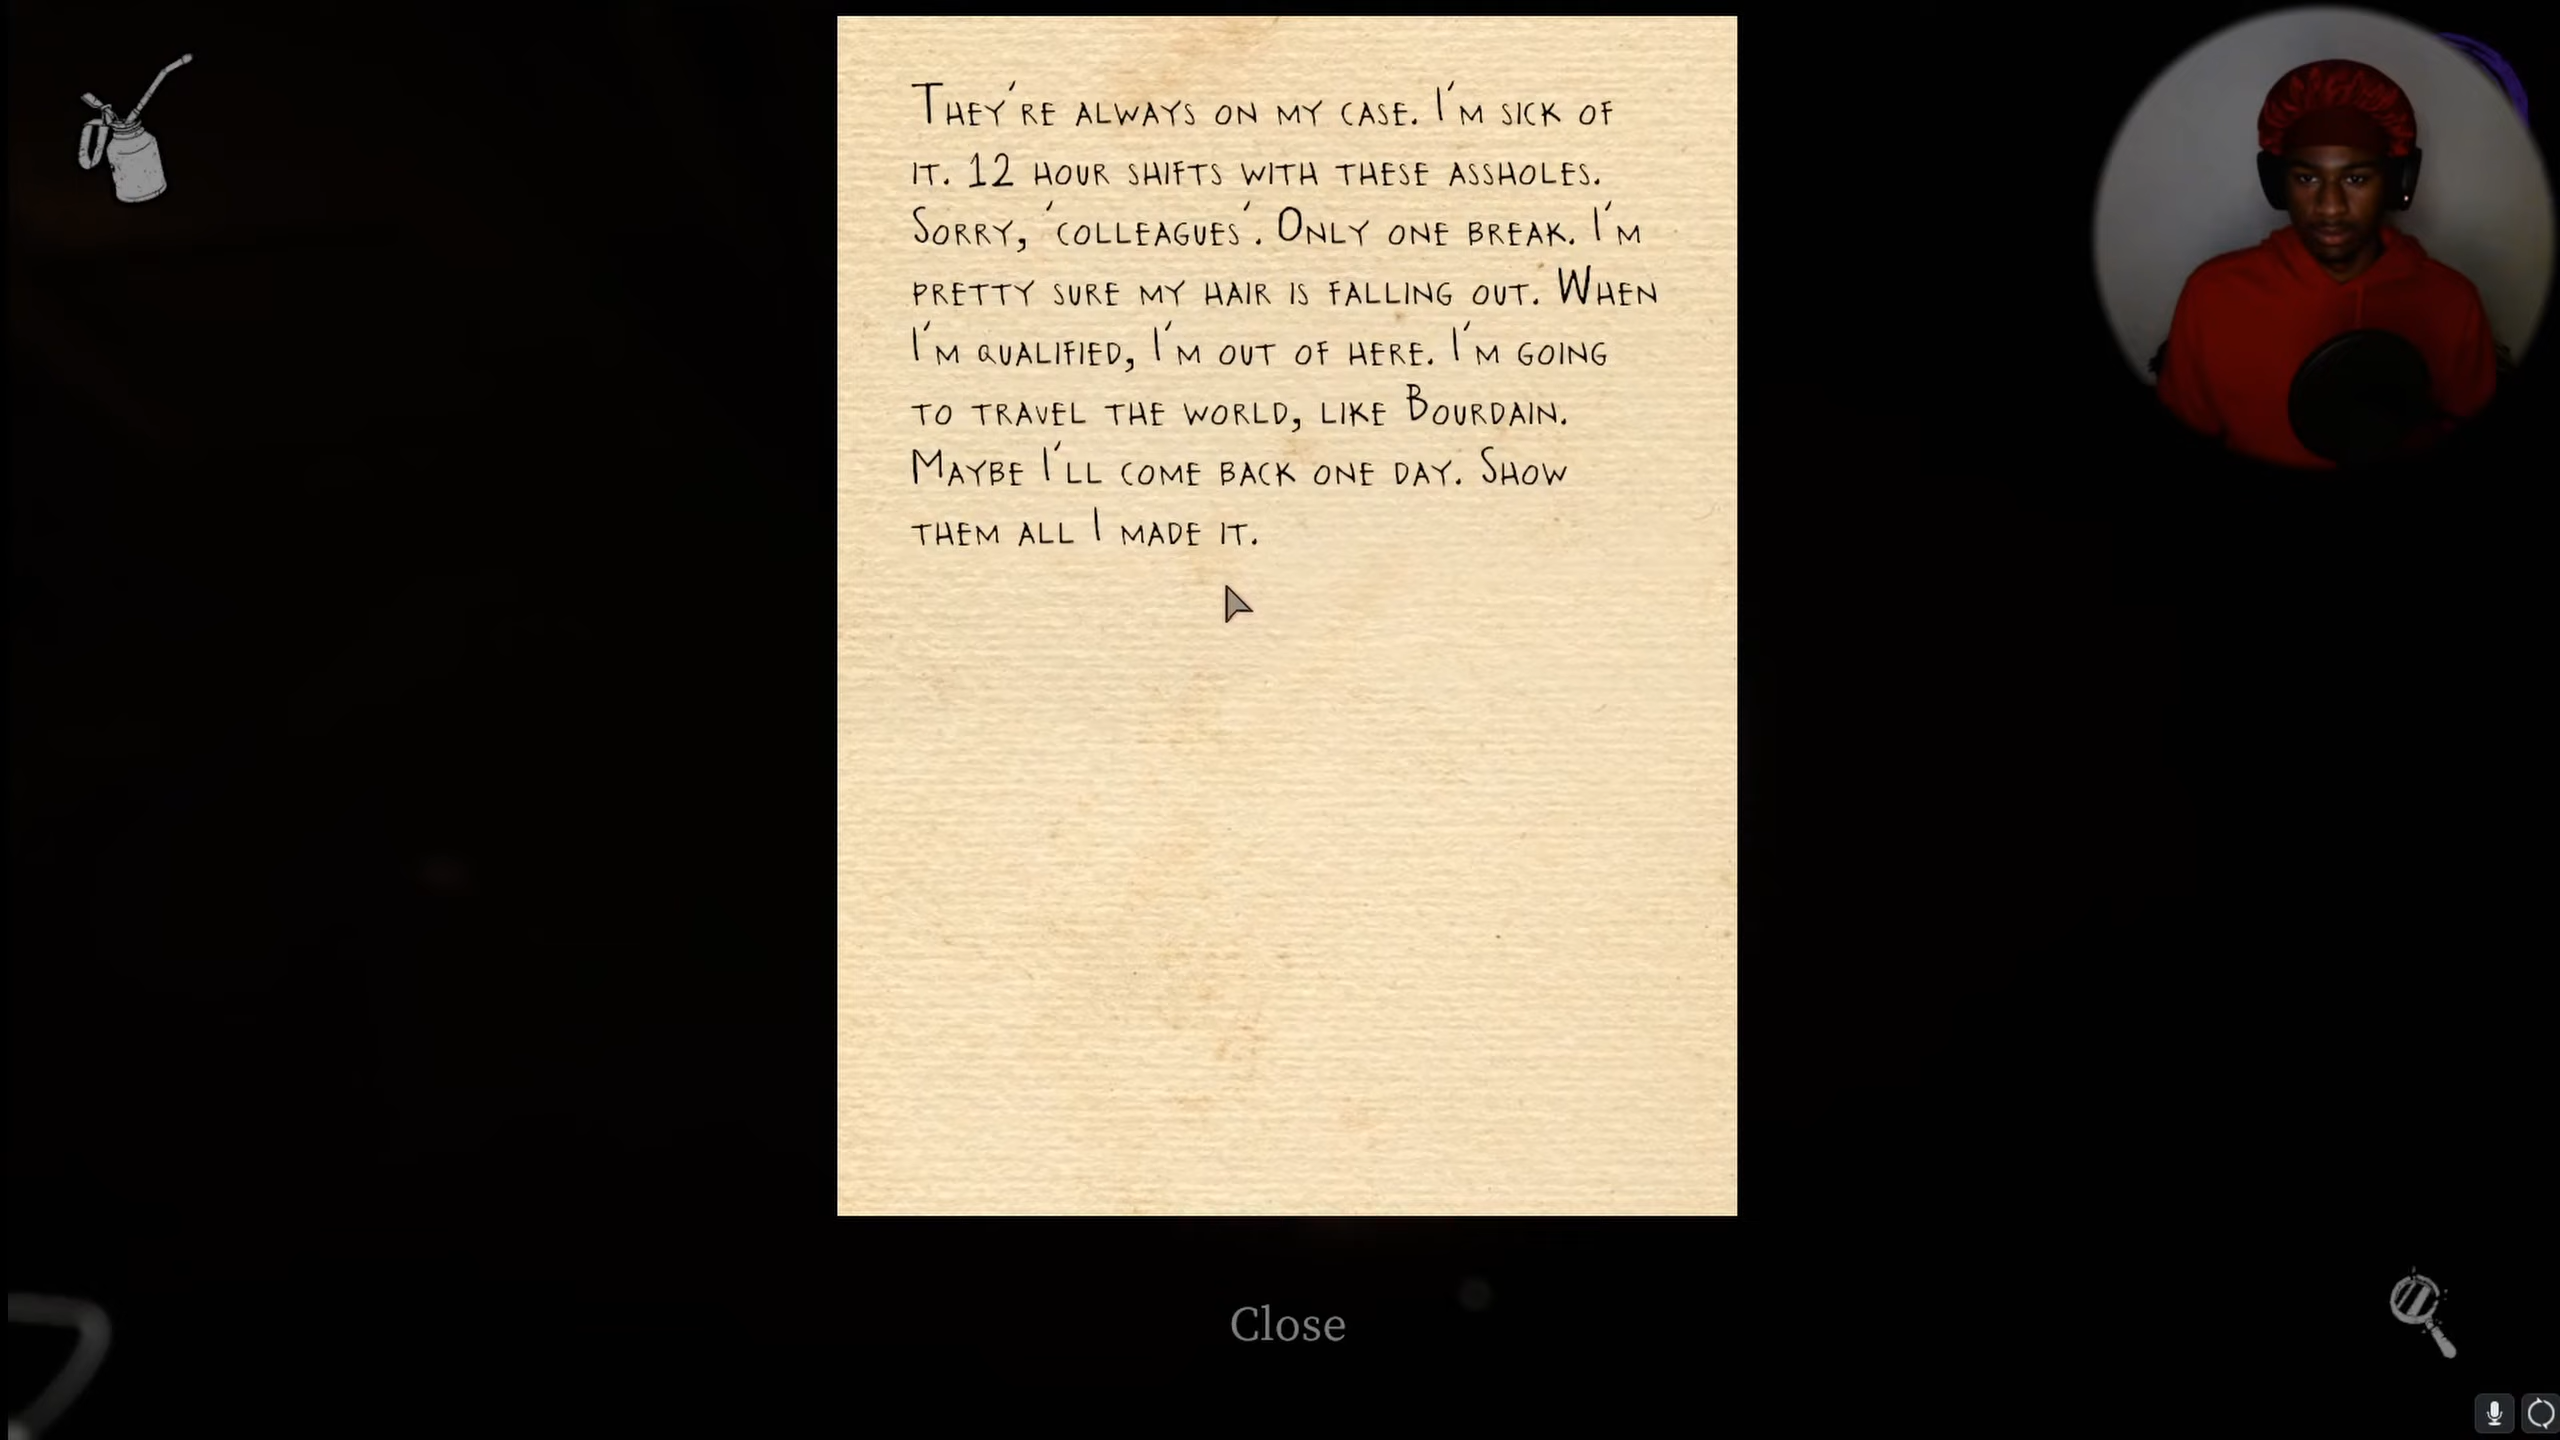 They're always on my case. I'm sick of
it. 12 hour shifts with these assholes.
Sorry, 'colleagues'. Only one break. I'm
pretty sure my hair is falling out. When
I'm qualified, I'm out of here. I'm going
to travel the world, like Bourdain.
Maybe I'll come back one day. Show
them all I made it.
Close